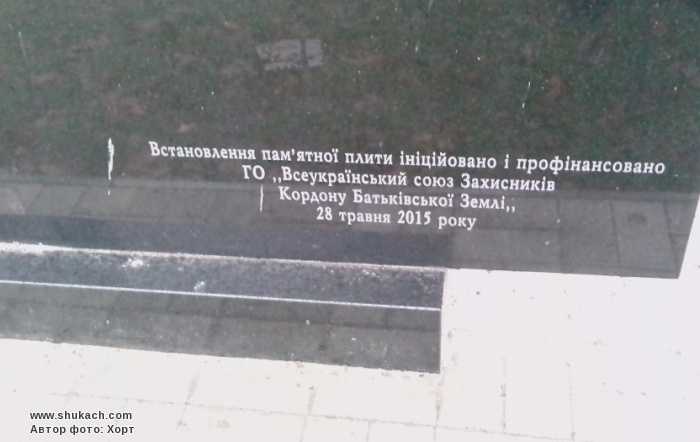 Встановлення пам'ятної плити ініційовано і профінансовано
ГО ,,Всеукраїнський союз Захисників
Кордону Батьківської Землі,,
28 травня 2015 року
www.shukach.com
Автор фото: Хорт